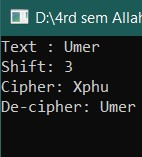 D:\4rd sem Allah
Text : Umer
Shift: 3
Cipher: Xphu
De-cipher: Umer